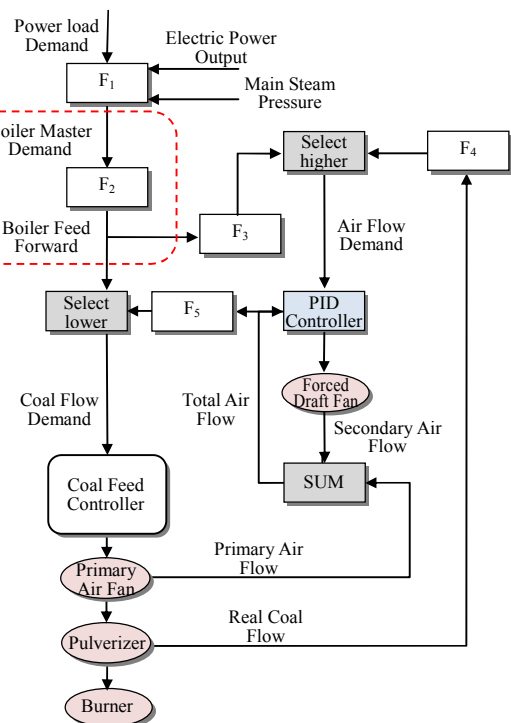 Power load
Demand
Electric Power
Output
F1
Main Steam
Pressure
oiler Master
Demand
F2
Select
higher
F4
Boiler Feed
Forward
F3
Air Flow
Demand
Select
lower
F5
PID
Controller
Coal Flow
Demand
Total Air
Flow
Forced
Draft Fan
Secondary Air
Flow
Coal Feed
Controller
SUM
Primary
Air Fan
Primary Air
Flow
Pulverizer
Real Coal
Flow
Burner